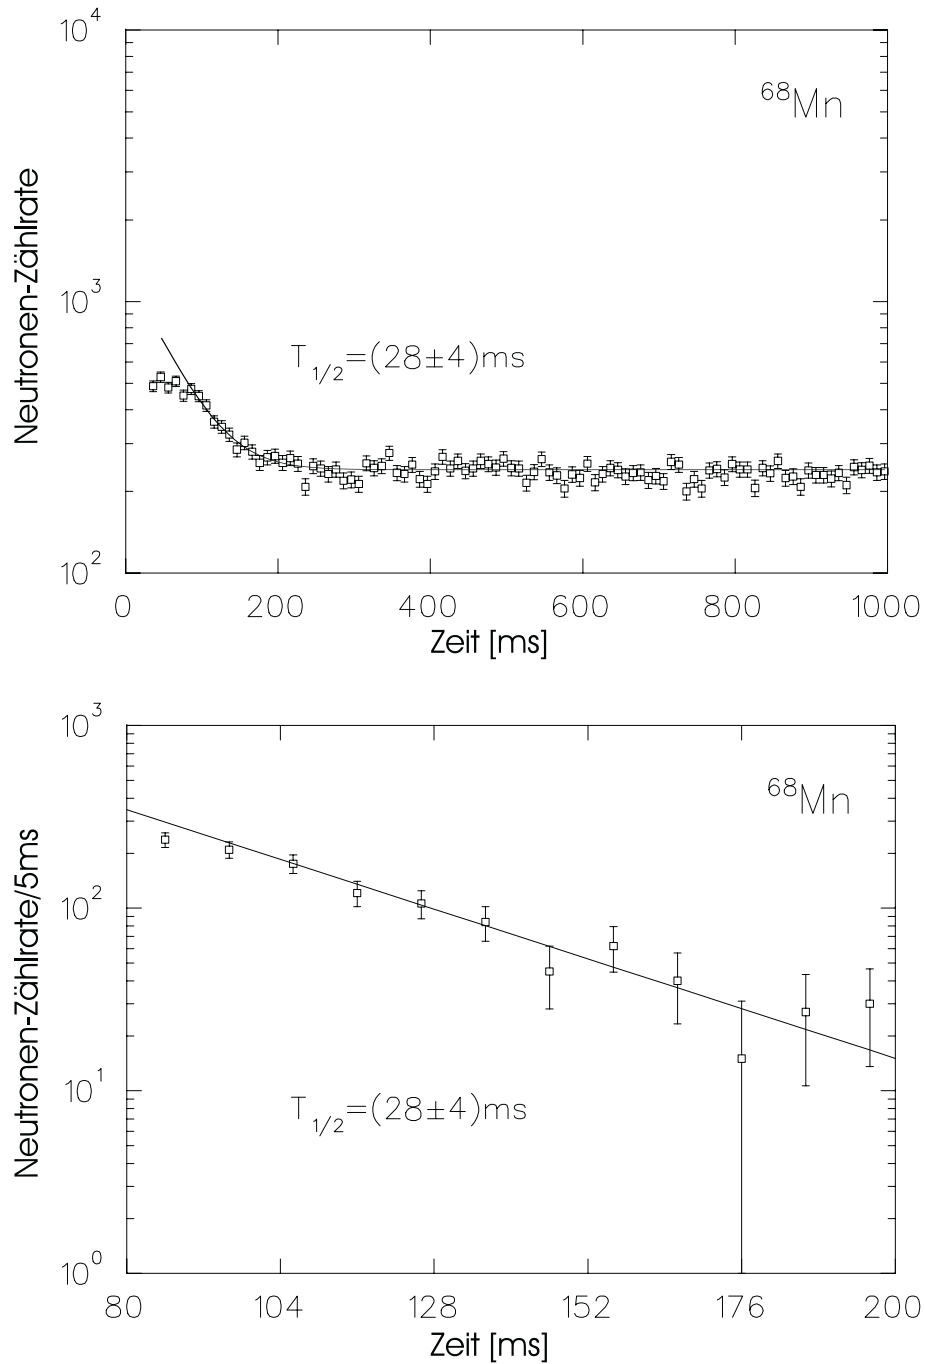 10⁴
⁶⁸Mn
Neutronen-Zählrate
10³
T₁/₂=(28±4)ms
10²
0 200 400 600 800 1000
Zeit [ms]
10³
⁶⁸Mn
Neutronen-Zählrate/5ms
10²
10¹
T₁/₂=(28±4)ms
10⁰
80 104 128 152 176 200
Zeit [ms]